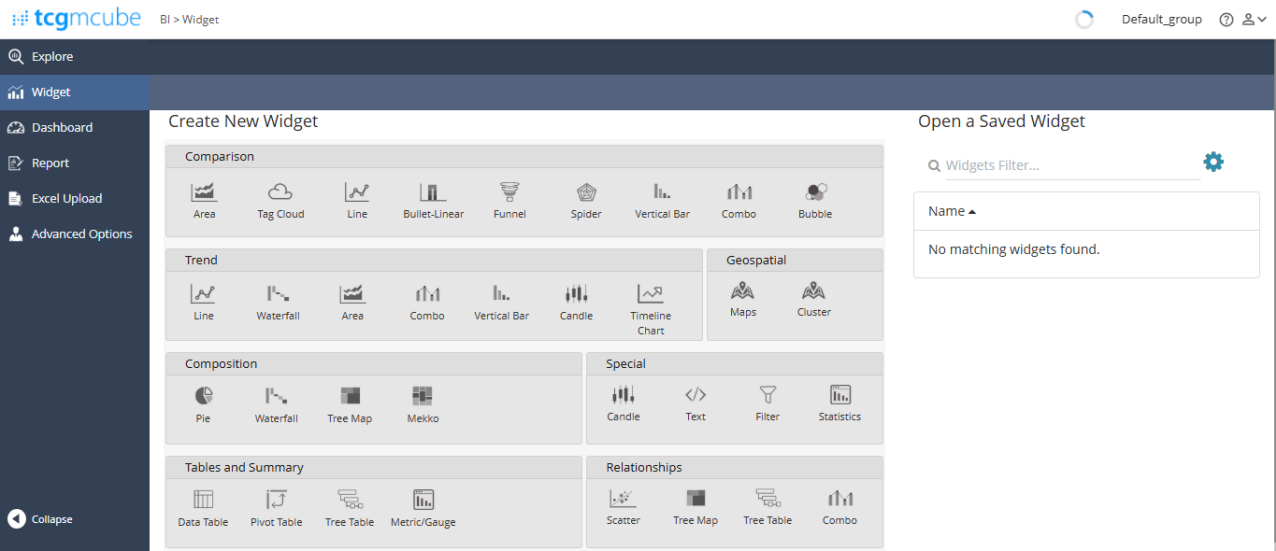 tcgmcube
BI > Widget
Default_group
Explore
Widget
Dashboard
Report
Excel Upload
Advanced Options
Collapse
Create New Widget
Comparison
Area
Tag Cloud
Line
Bullet-Linear
Funnel
Spider
Vertical Bar
Combo
Bubble
Trend
Line
Waterfall
Area
Combo
Vertical Bar
Candle
Timeline
Chart
Geospatial
Maps
Cluster
Composition
Pie
Waterfall
Tree Map
Mekko
Special
Candle
Text
Filter
Statistics
Tables and Summary
Data Table
Pivot Table
Tree Table
Metric/Gauge
Relationships
Scatter
Tree Map
Tree Table
Combo
Open a Saved Widget
Widgets Filter...
Name
No matching widgets found.